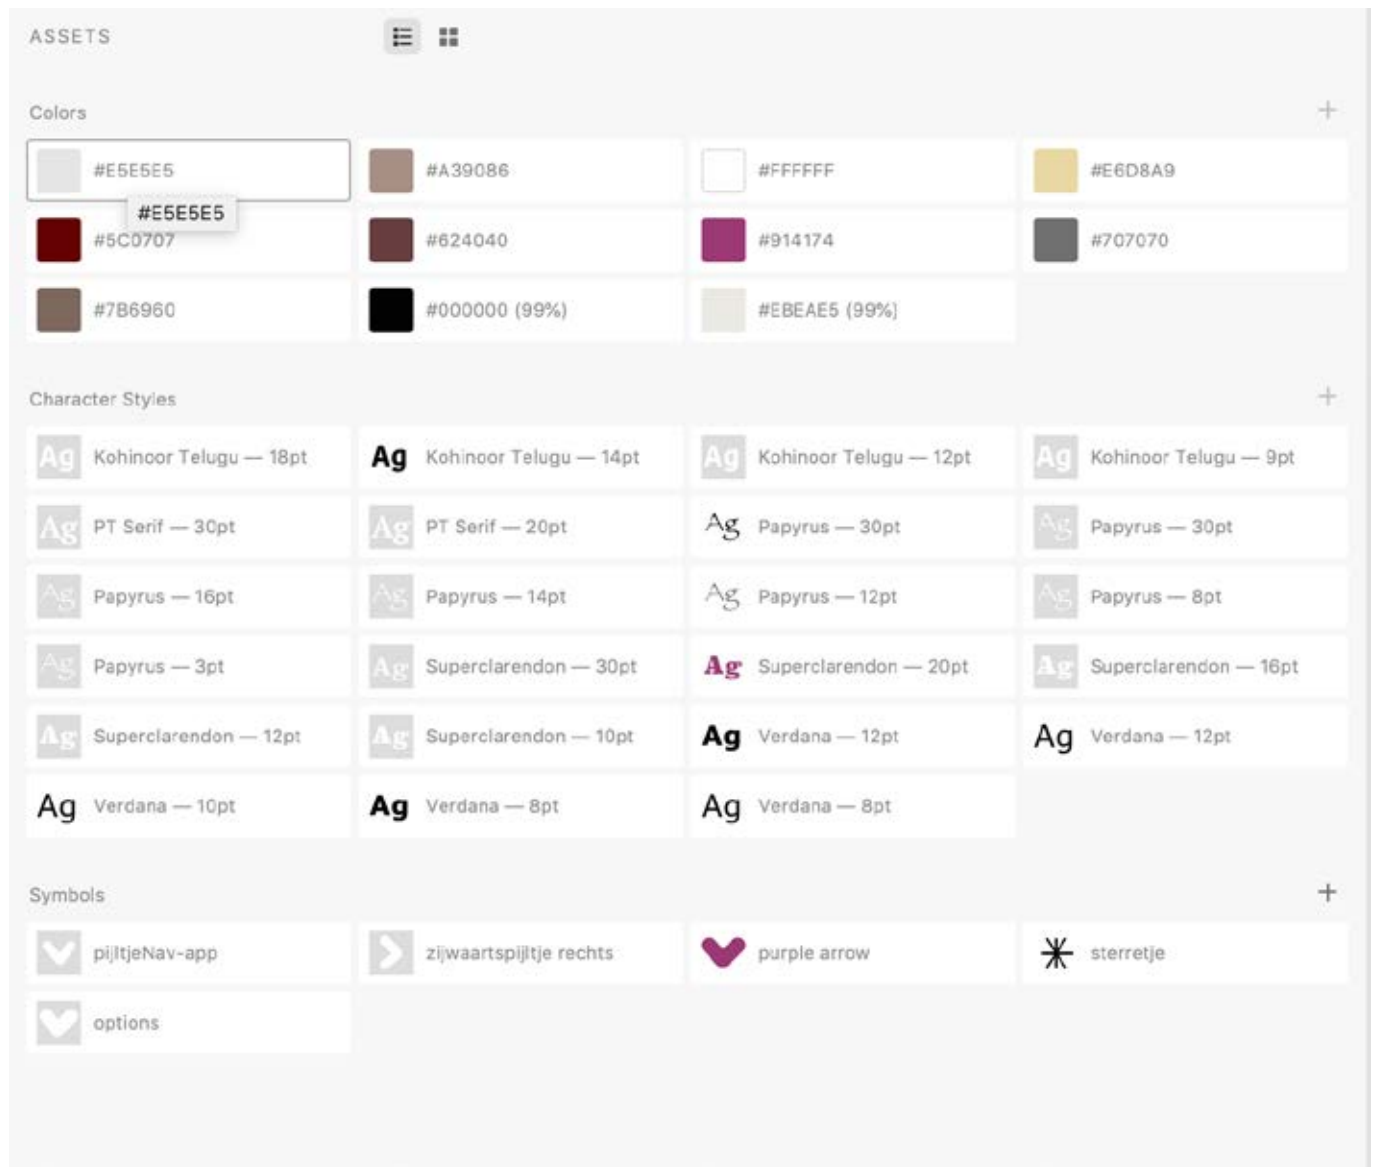 ASSETS
Colors
#E5E5E5 #A39086 #FFFFFF #E6D8A9
#E5E5E5
#5C0707 #624040 #914174 #707070
#7B6960 #000000 (99%) #EBEAE5 (99%)
Character Styles
Ag Kohinoor Telugu — 18pt Ag Kohinoor Telugu — 14pt Ag Kohinoor Telugu — 12pt Ag Kohinoor Telugu — 9pt
Ag PT Serif — 30pt Ag PT Serif — 20pt Ag Papyrus — 30pt Ag Papyrus — 30pt
Ag Papyrus — 16pt Ag Papyrus — 14pt Ag Papyrus — 12pt Ag Papyrus — 8pt
Ag Papyrus — 3pt Ag Superclarendon — 30pt Ag Superclarendon — 20pt Ag Superclarendon — 16pt
Ag Superclarendon — 12pt Ag Superclarendon — 10pt Ag Verdana — 12pt Ag Verdana — 12pt
Ag Verdana — 10pt Ag Verdana — 8pt Ag Verdana — 8pt
Symbols
pijltjeNav-app zijwaartspijltje rechts purple arrow sterretje
options